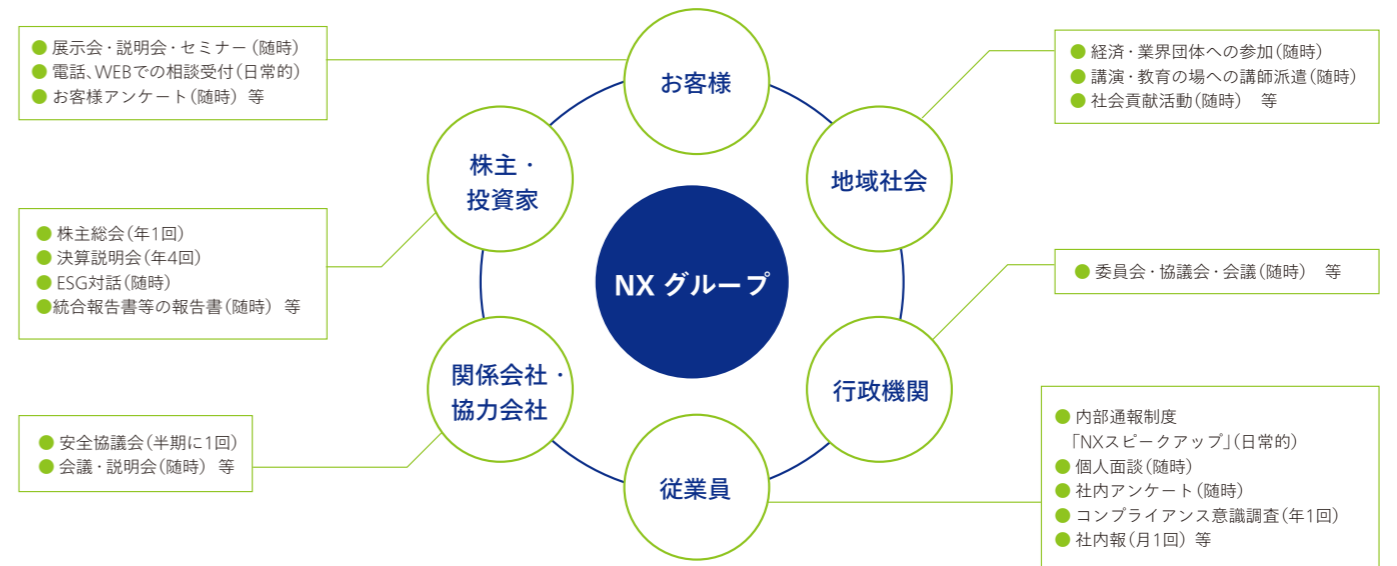 お客様
● 展示会・説明会・セミナー（随時）
● 電話、WEBでの相談受付（日常的）
● お客様アンケート（随時） 等
地域社会
● 経済・業界団体への参加（随時）
● 講演・教育の場への講師派遣（随時）
● 社会貢献活動（随時） 等
株主・
投資家
● 株主総会（年1回）
● 決算説明会（年4回）
● ESG対話（随時）
●統合報告書等の報告書（随時） 等
NX グループ
行政機関
● 委員会・協議会・会議（随時） 等
関係会社・
協力会社
● 安全協議会（半期に1回）
● 会議・説明会（随時） 等
従業員
● 内部通報制度
「NXスピークアップ」（日常的）
● 個人面談（随時）
● 社内アンケート（随時）
● コンプライアンス意識調査（年1回）
● 社内報（月1回） 等